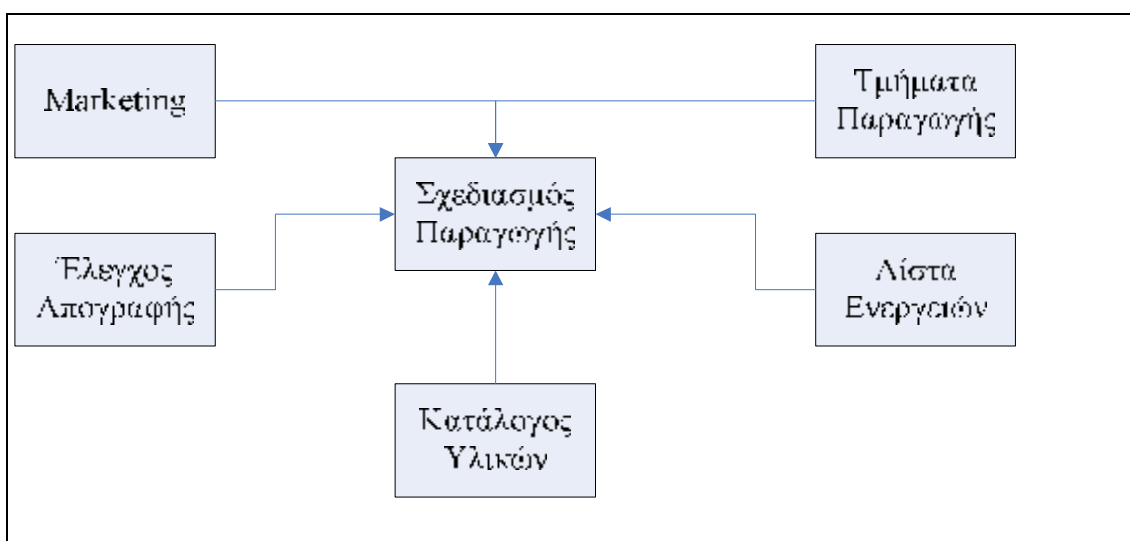 Marketing
Τμήματα
Παραγωγής
Σχεδιασμός
Παραγωγής
Έλεγχος
Απογραφής
Λίστα
Ενεργειών
Κατάλογος
Υλικών